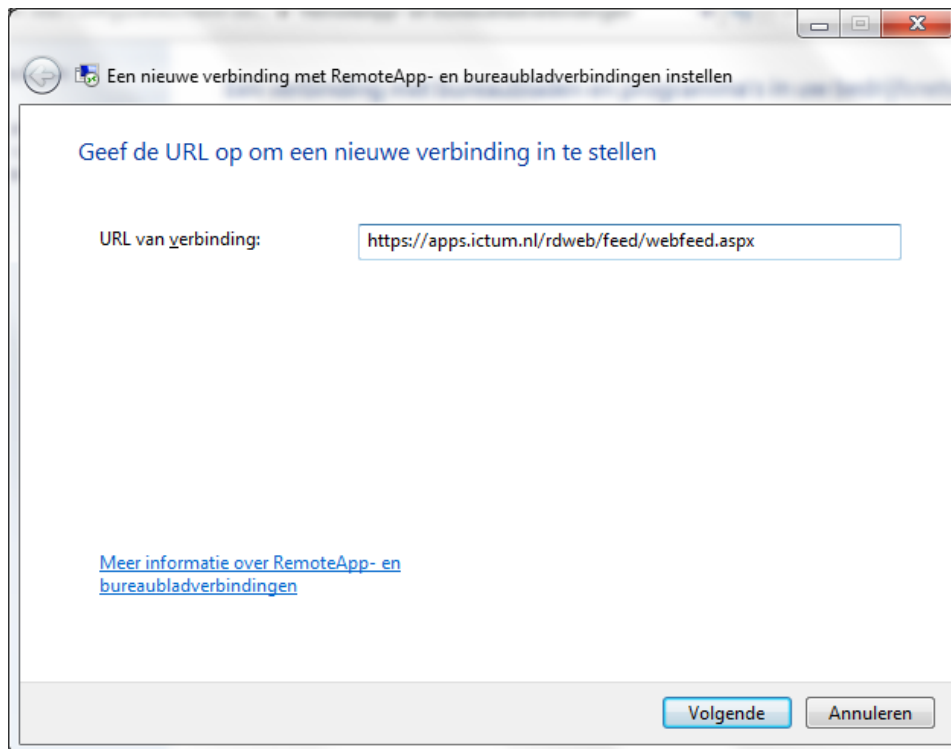 Een nieuwe verbinding met RemoteApp- en bureaubladverbindingen instellen
Geef de URL op om een nieuwe verbinding in te stellen
URL van verbinding:
https://apps.ictum.nl/rdweb/feed/webfeed.aspx
Meer informatie over RemoteApp- en
bureaubladverbindingen
Volgende
Annuleren